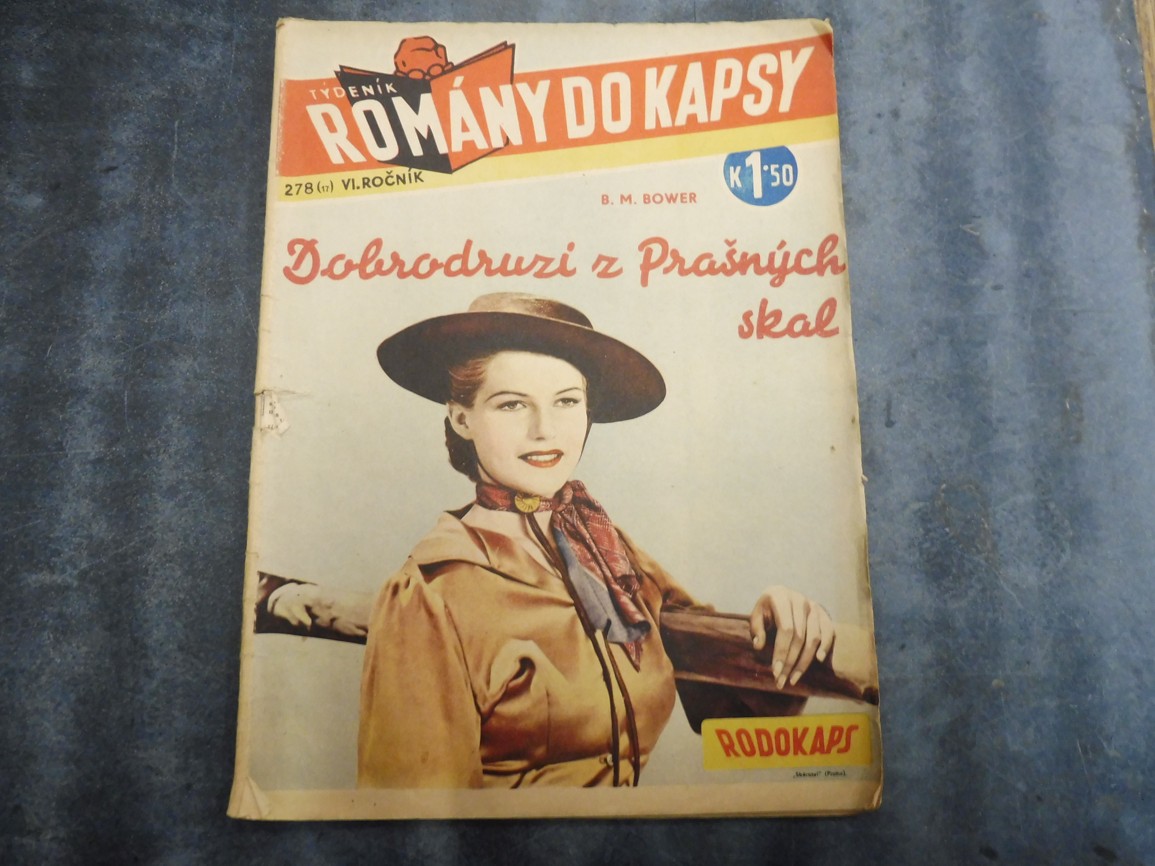 TÝDENÍK
ROMÁNY DO KAPSY
278 (17) VI. ROČNÍK
K 1·50
B. M. BOWER
Dobrodruzi z Prašných
skal
RODOKAPS